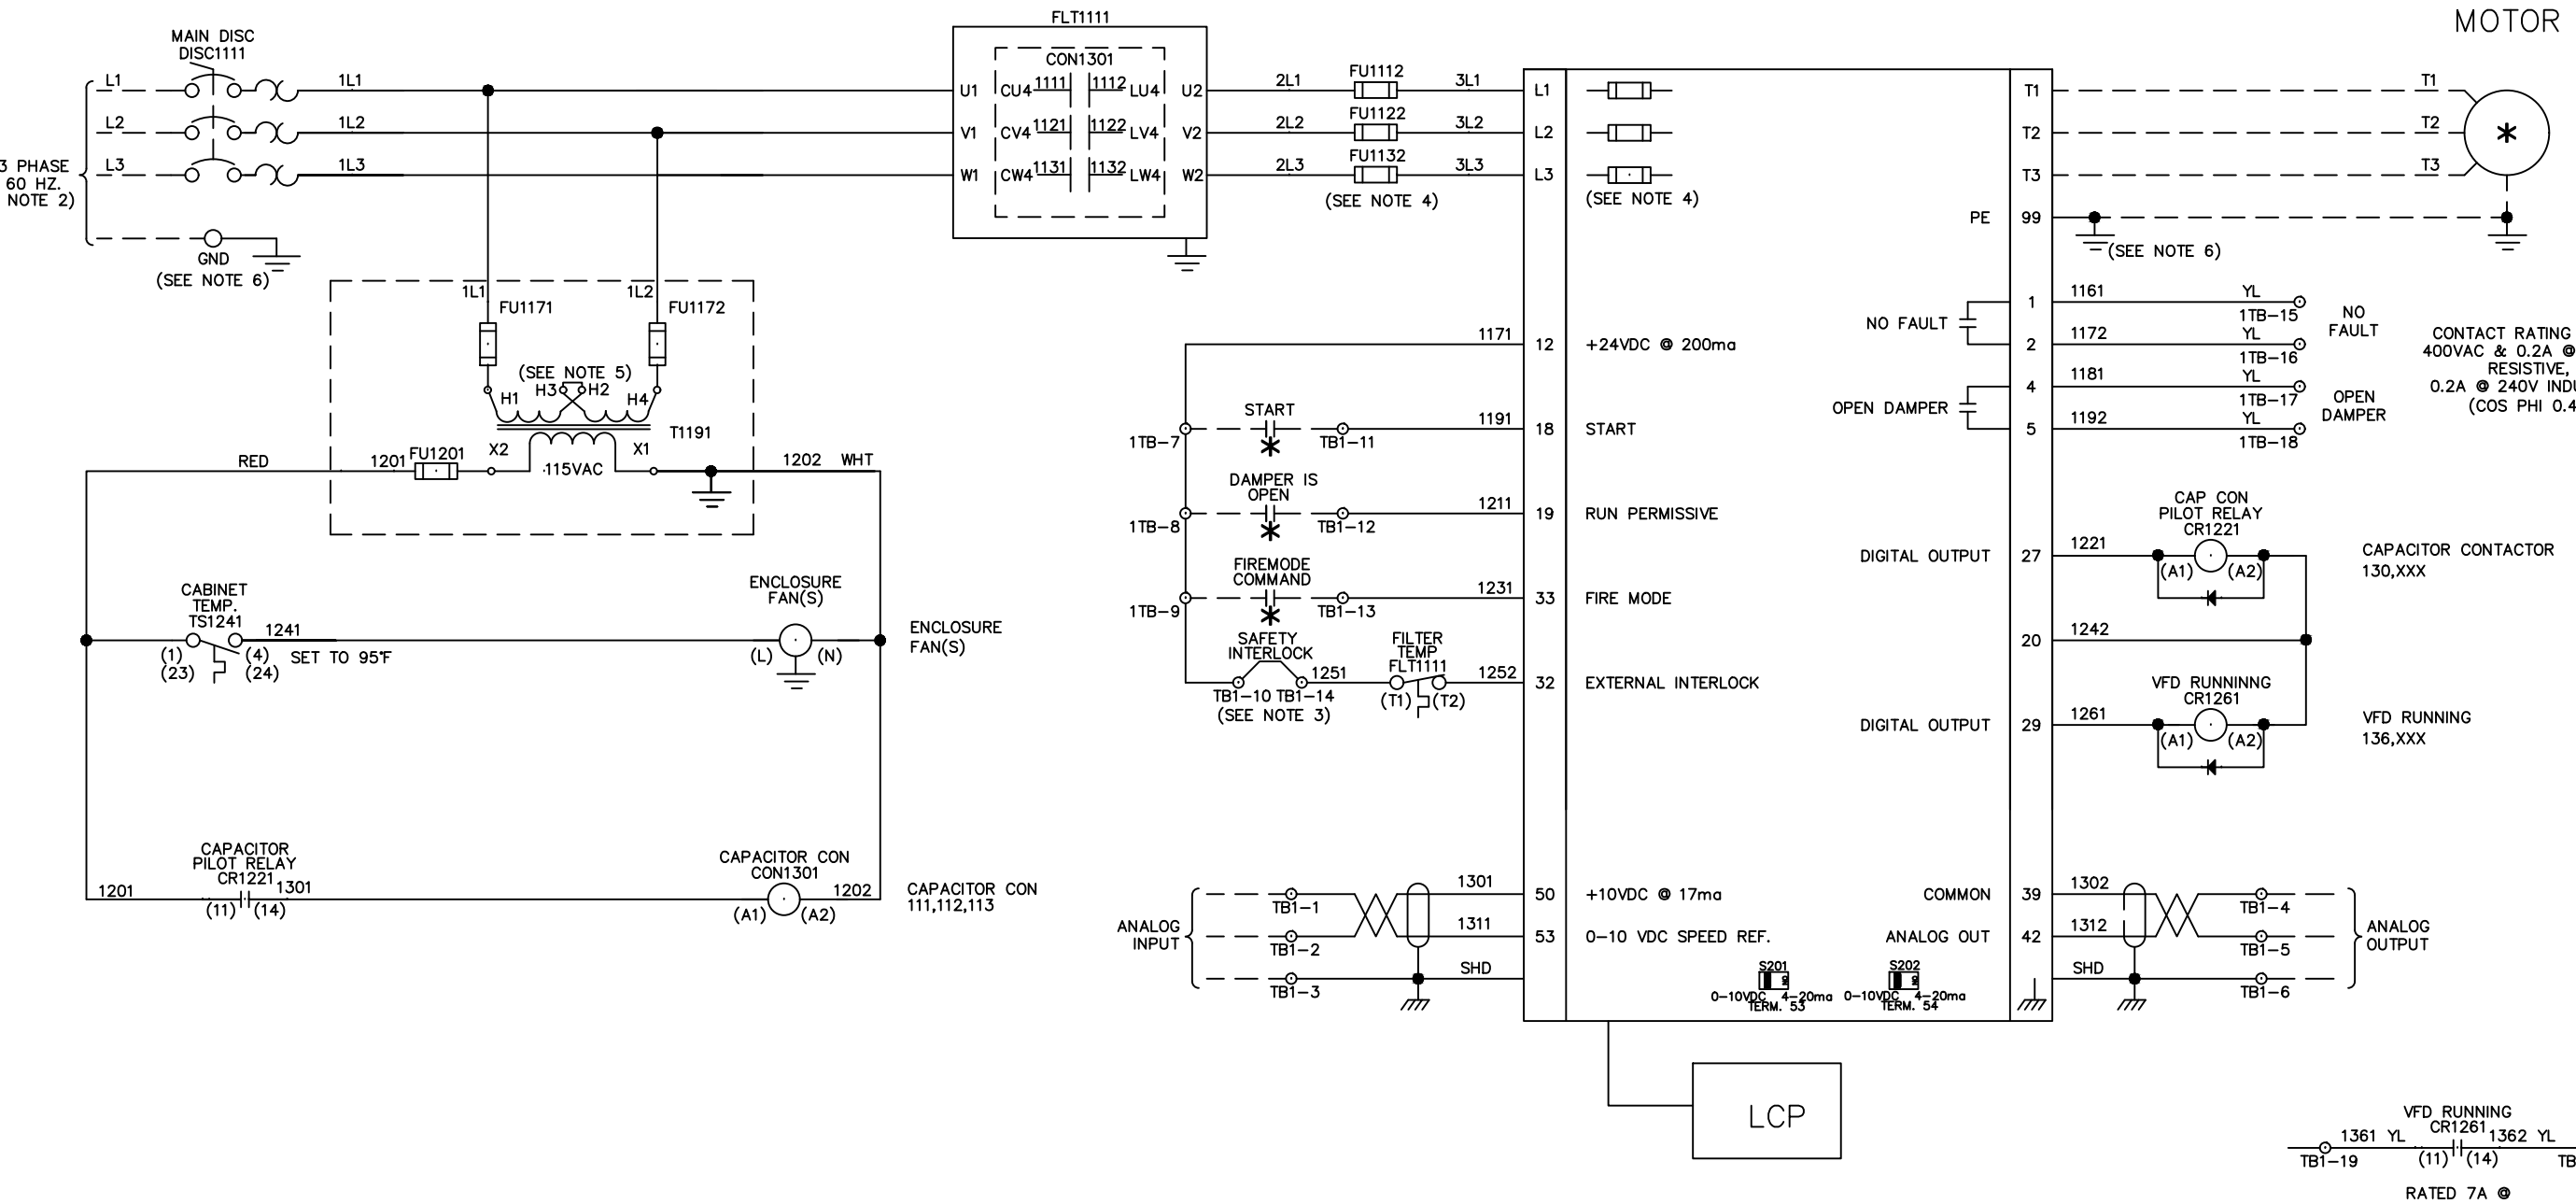 MOTOR
FLT1111
MAIN DISC
DISC1111
CON1301
L1
1L1
U1
CU4
1111
1112
LU4
U2
2L1
FU1112
3L1
L1
T1
T1
L2
1L2
V1
CV4
1121
1122
LV4
V2
2L2
FU1122
3L2
L2
T2
T2
3 PHASE
60 HZ.
NOTE 2)
L3
1L3
W1
CW4
1131
1132
LW4
W2
2L3
FU1132
3L3
L3
T3
T3
(SEE NOTE 4)
(SEE NOTE 4)
PE
99
(SEE NOTE 6)
GND
(SEE NOTE 6)
1L1
FU1171
1L2
FU1172
(SEE NOTE 5)
H1
H3
H2
H4
T1191
X2
X1
115VAC
RED
1201
FU1201
1202
WHT
CABINET
TEMP.
TS1241
1241
(1)
(23)
(4)
(24)
SET TO 95°F
ENCLOSURE
FAN(S)
(L)
(N)
ENCLOSURE
FAN(S)
CAPACITOR
PILOT RELAY
CR1221
1201
1301
(11)
(14)
CAPACITOR CON
CON1301
1202
(A1)
(A2)
CAPACITOR CON
111,112,113
1171
12
+24VDC @ 200ma
START
1TB-7
TB1-11
1191
18
START
DAMPER IS
OPEN
1TB-8
TB1-12
1211
19
RUN PERMISSIVE
FIREMODE
COMMAND
1TB-9
TB1-13
1231
33
FIRE MODE
SAFETY
INTERLOCK
FILTER
TEMP
FLT1111
1251
1252
32
EXTERNAL INTERLOCK
TB1-10
TB1-14
(T1)
(T2)
(SEE NOTE 3)
NO FAULT
1
1161
YL
1TB-15
2
1172
YL
1TB-16
NO
FAULT
OPEN DAMPER
4
1181
YL
1TB-17
5
1192
YL
1TB-18
OPEN
DAMPER
CONTACT RATING
400VAC & 0.2A @
RESISTIVE,
0.2A @ 240V
(COS PHI 0.4
CAP CON
PILOT RELAY
CR1221
DIGITAL OUTPUT
27
1221
(A1)
(A2)
CAPACITOR CONTACTOR
130,XXX
20
1242
VFD RUNNINNG
CR1261
DIGITAL OUTPUT
29
1261
(A1)
(A2)
VFD RUNNING
136,XXX
ANALOG
INPUT
TB1-1
1301
50
+10VDC @ 17ma
TB1-2
1311
53
0-10 VDC SPEED REF.
TB1-3
SHD
COMMON
39
1302
TB1-4
ANALOG OUT
42
1312
TB1-5
SHD
TB1-6
ANALOG
OUTPUT
S201
0-10VDC 4-20ma
TERM. 53
S202
0-10VDC 4-20ma
TERM. 54
LCP
VFD RUNNING
CR1261
1361 YL
1362 YL
TB1-19
(11)
(14)
TB
RATED 7A @